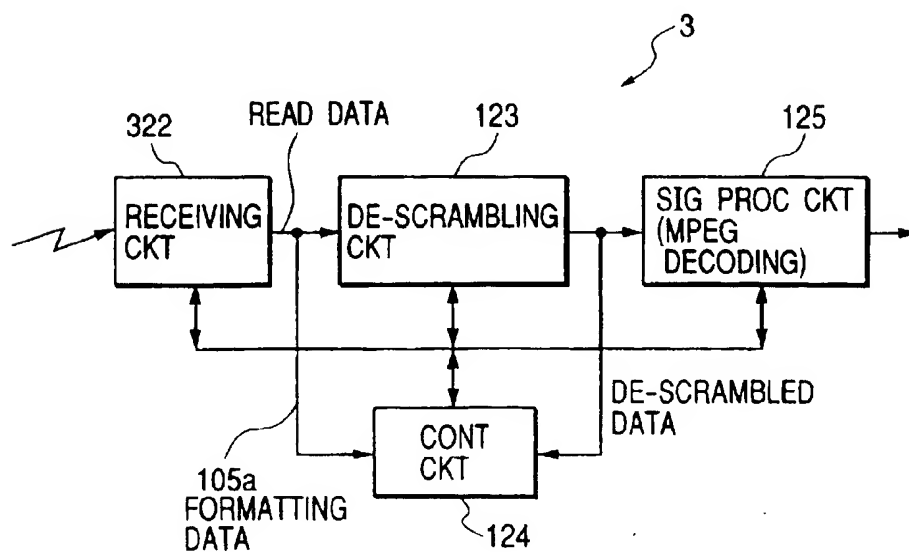 3
READ DATA
322
123
125
RECEIVING
CKT
DE-SCRAMBLING
CKT
SIG PROC CKT
(MPEG
DECODING)
DE-SCRAMBLED
DATA
CONT
CKT
105a
FORMATTING
DATA
124